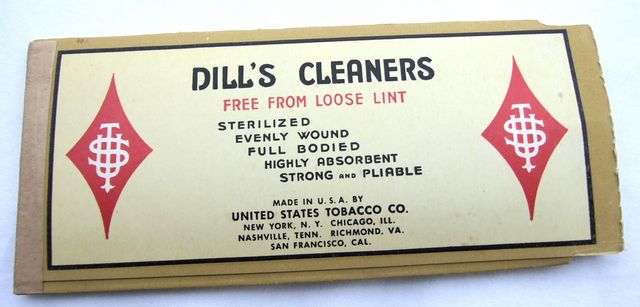 DILL'S CLEANERS
FREE FROM LOOSE LINT
STERILIZED
EVENLY WOUND
FULL BODIED
HIGHLY ABSORBENT
STRONG AND PLIABLE
MADE IN U.S.A. BY
UNITED STATES TOBACCO CO.
NEW YORK, N.Y. CHICAGO, ILL.
NASHVILLE, TENN. RICHMOND, VA.
SAN FRANCISCO, CAL.